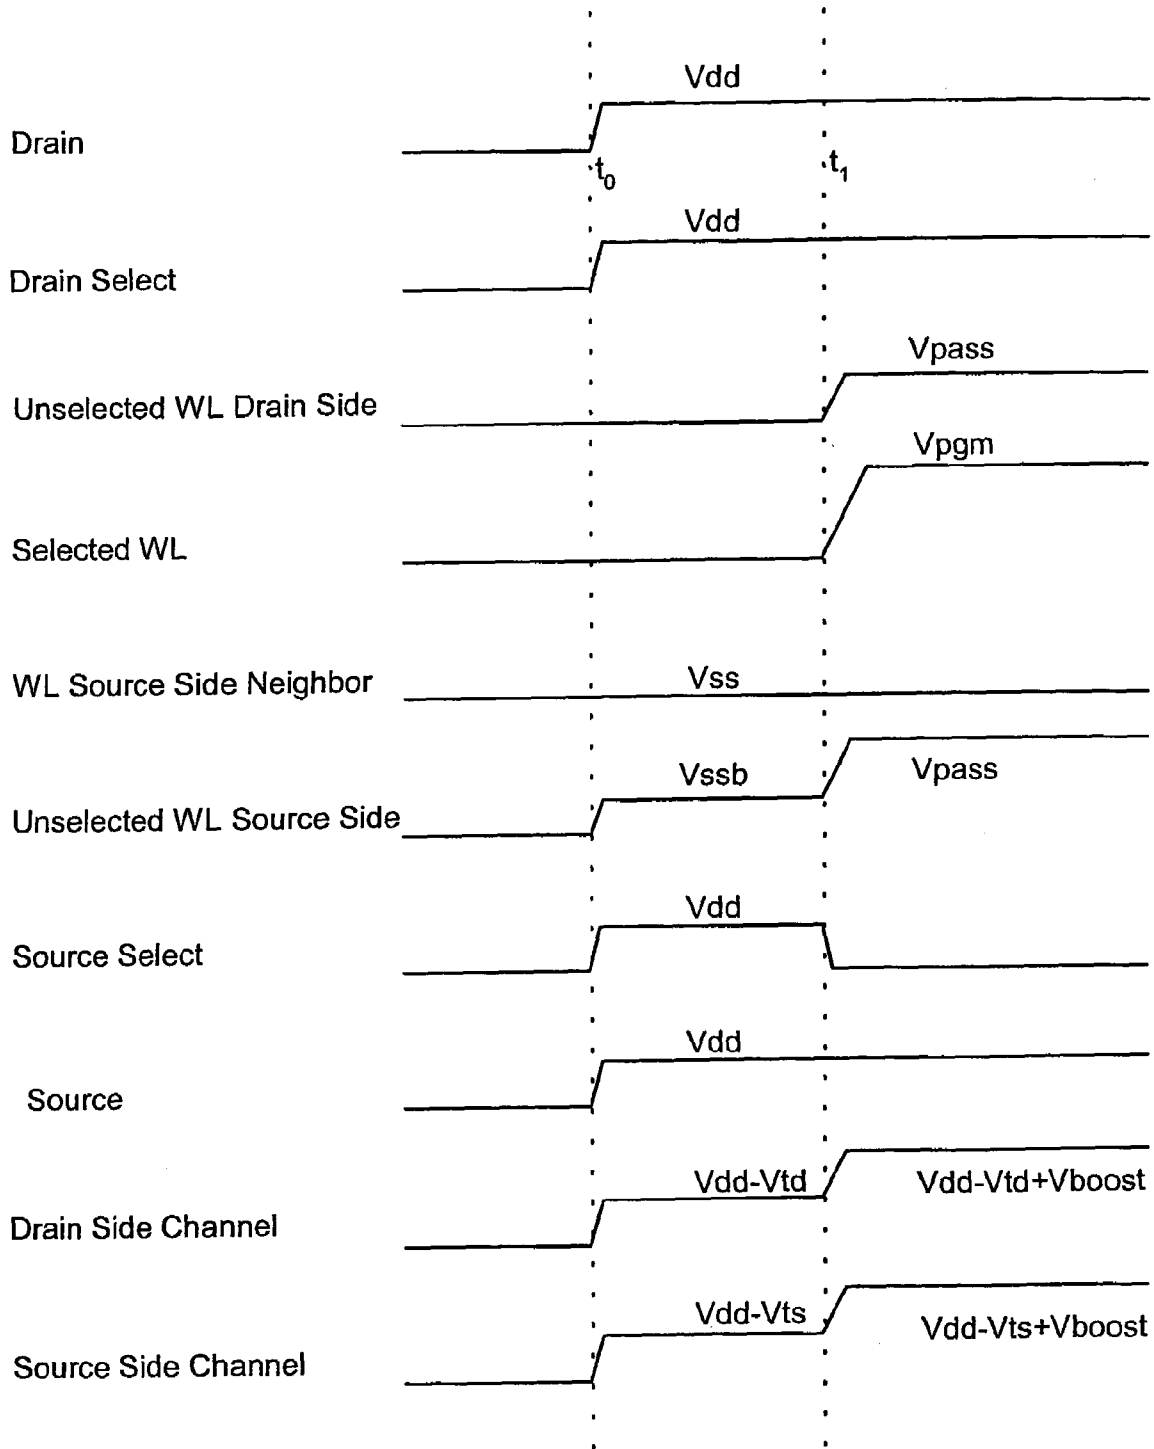 Vdd
Drain
t0
t1
Vdd
Drain Select
Vpass
Unselected WL Drain Side
Vpgm
Selected WL
WL Source Side Neighbor
Vss
Vssb
Vpass
Unselected WL Source Side
Vdd
Source Select
Vdd
Source
Vdd-Vtd
Vdd-Vtd+Vboost
Drain Side Channel
Vdd-Vts
Vdd-Vts+Vboost
Source Side Channel